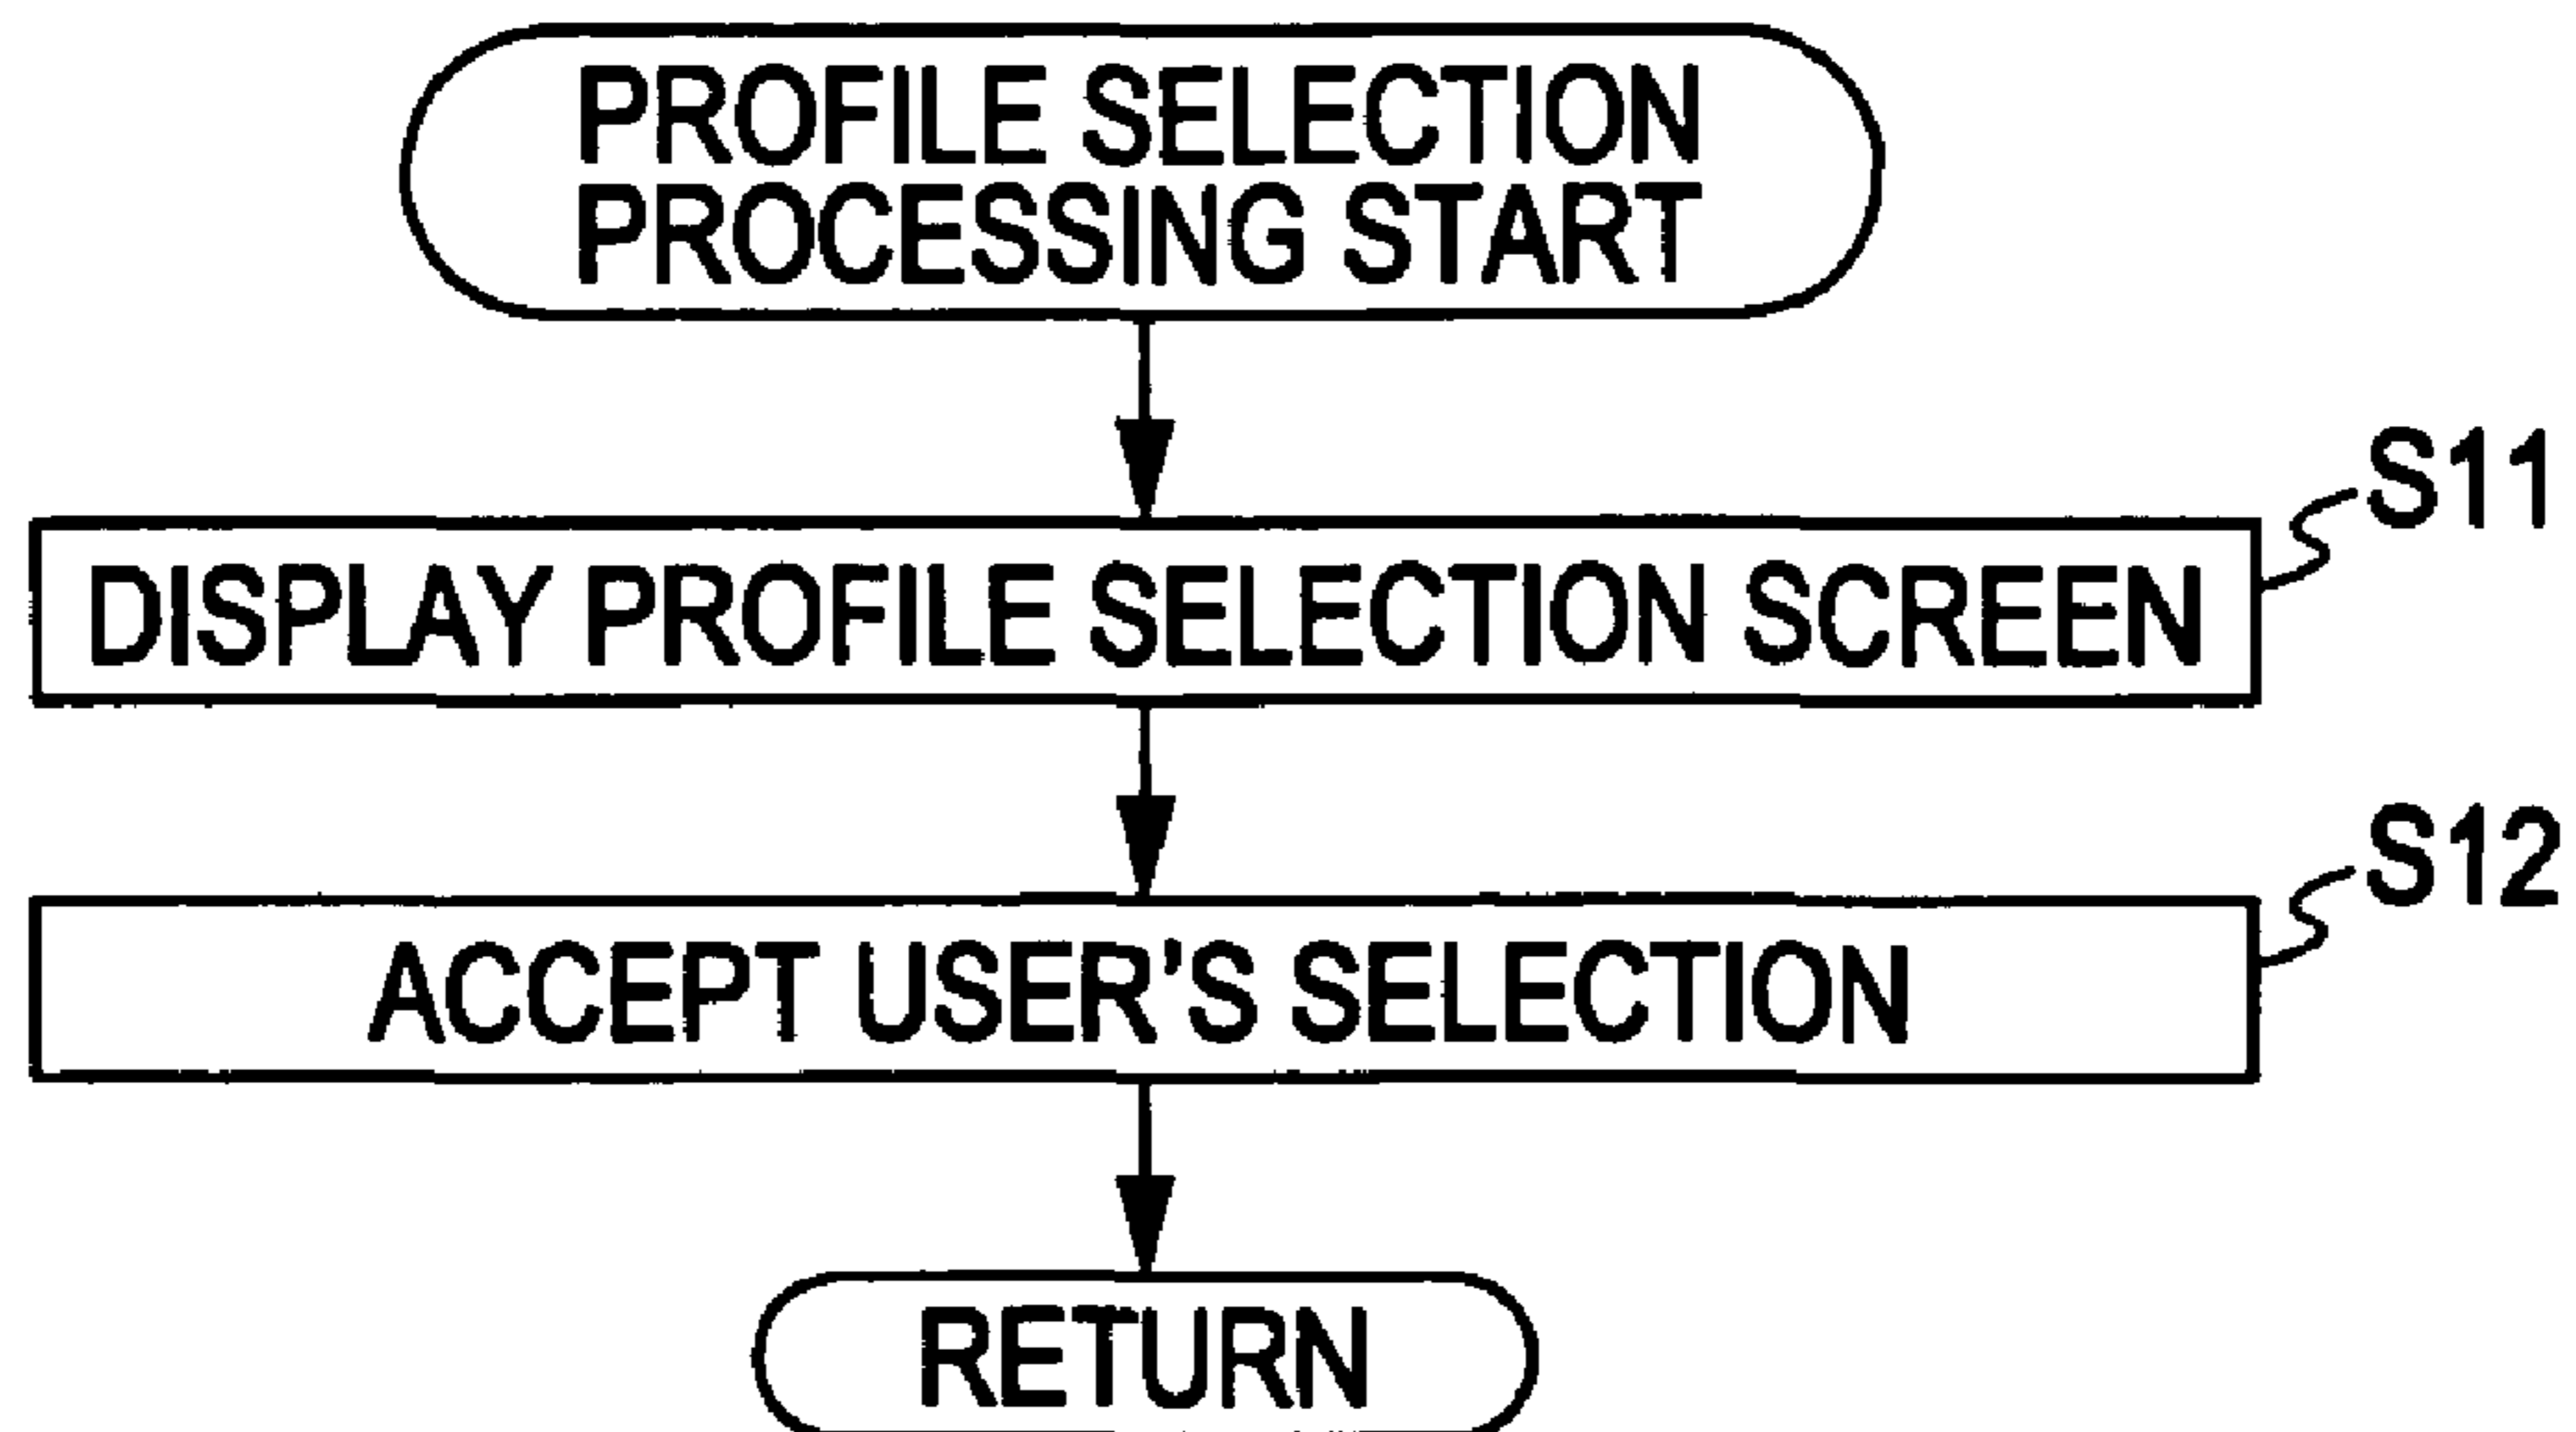 PROFILE SELECTION
PROCESSING START
S11
DISPLAY PROFILE SELECTION SCREEN
S12
ACCEPT USER'S SELECTION
RETURN